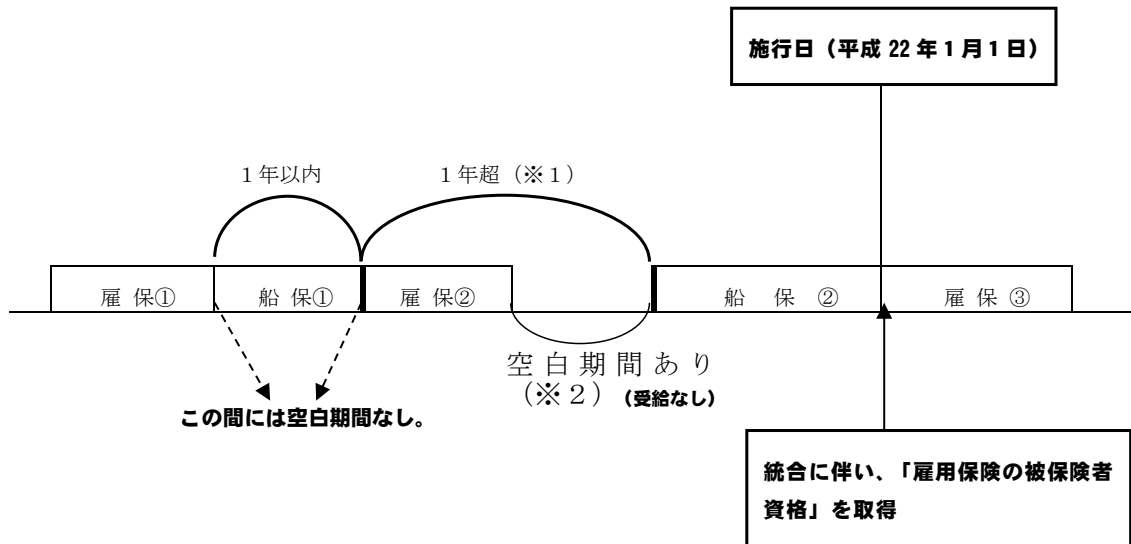 施行日（平成 22 年１月１日）
１年以内
１年超（※１）
雇 保①
船 保①
雇 保②
船 保 ②
雇 保 ③
空 白 期 間 あ り
（※２）（受給なし）
この間には空白期間なし。
統合に伴い、「雇用保険の被保険者
資格」を取得